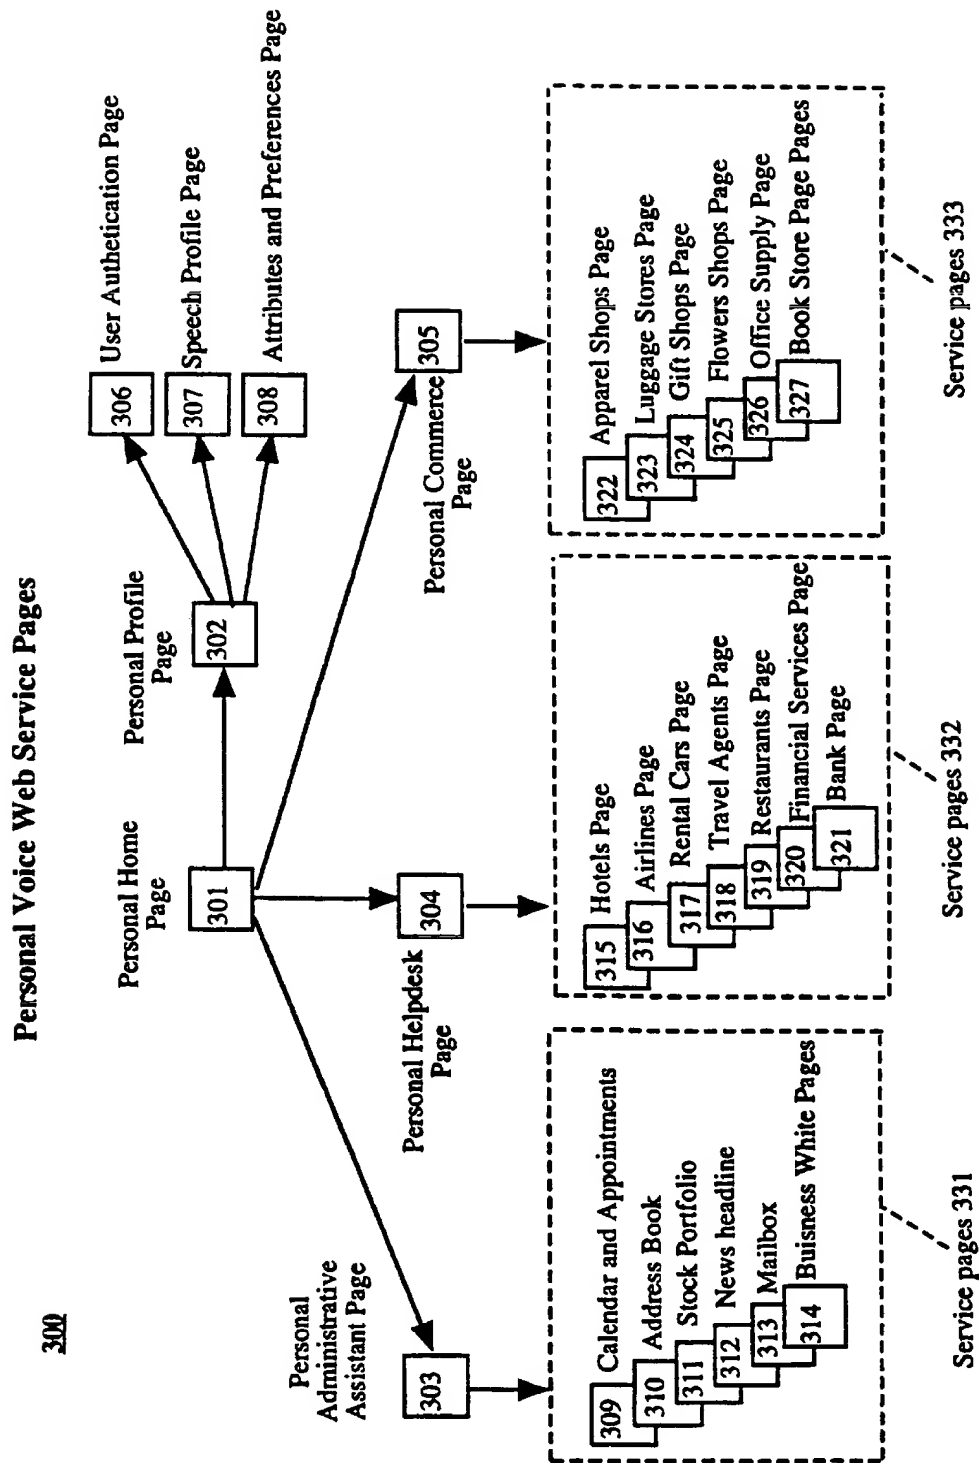 Personal Voice Web Service Pages
300
Personal Home
Page
301
Personal Profile
Page
302
306
User Authetication Page
307
Speech Profile Page
308
Attributes and Preferences Page
Personal
Administrative
Assistant Page
303
Personal Helpdesk
Page
304
Personal Commerce
Page
305
309
Calendar and Appointments
310
Address Book
311
Stock Portfolio
312
News headline
313
Mailbox
314
Buisness White Pages
Service pages 331
315
Hotels Page
316
Airlines Page
317
Rental Cars Page
318
Travel Agents Page
319
Restaurants Page
320
Financial Services Page
321
Bank Page
Service pages 332
322
Apparel Shops Page
323
Luggage Stores Page
324
Gift Shops Page
325
Flowers Shops Page
326
Office Supply Page
327
Book Store Page Pages
Service pages 333